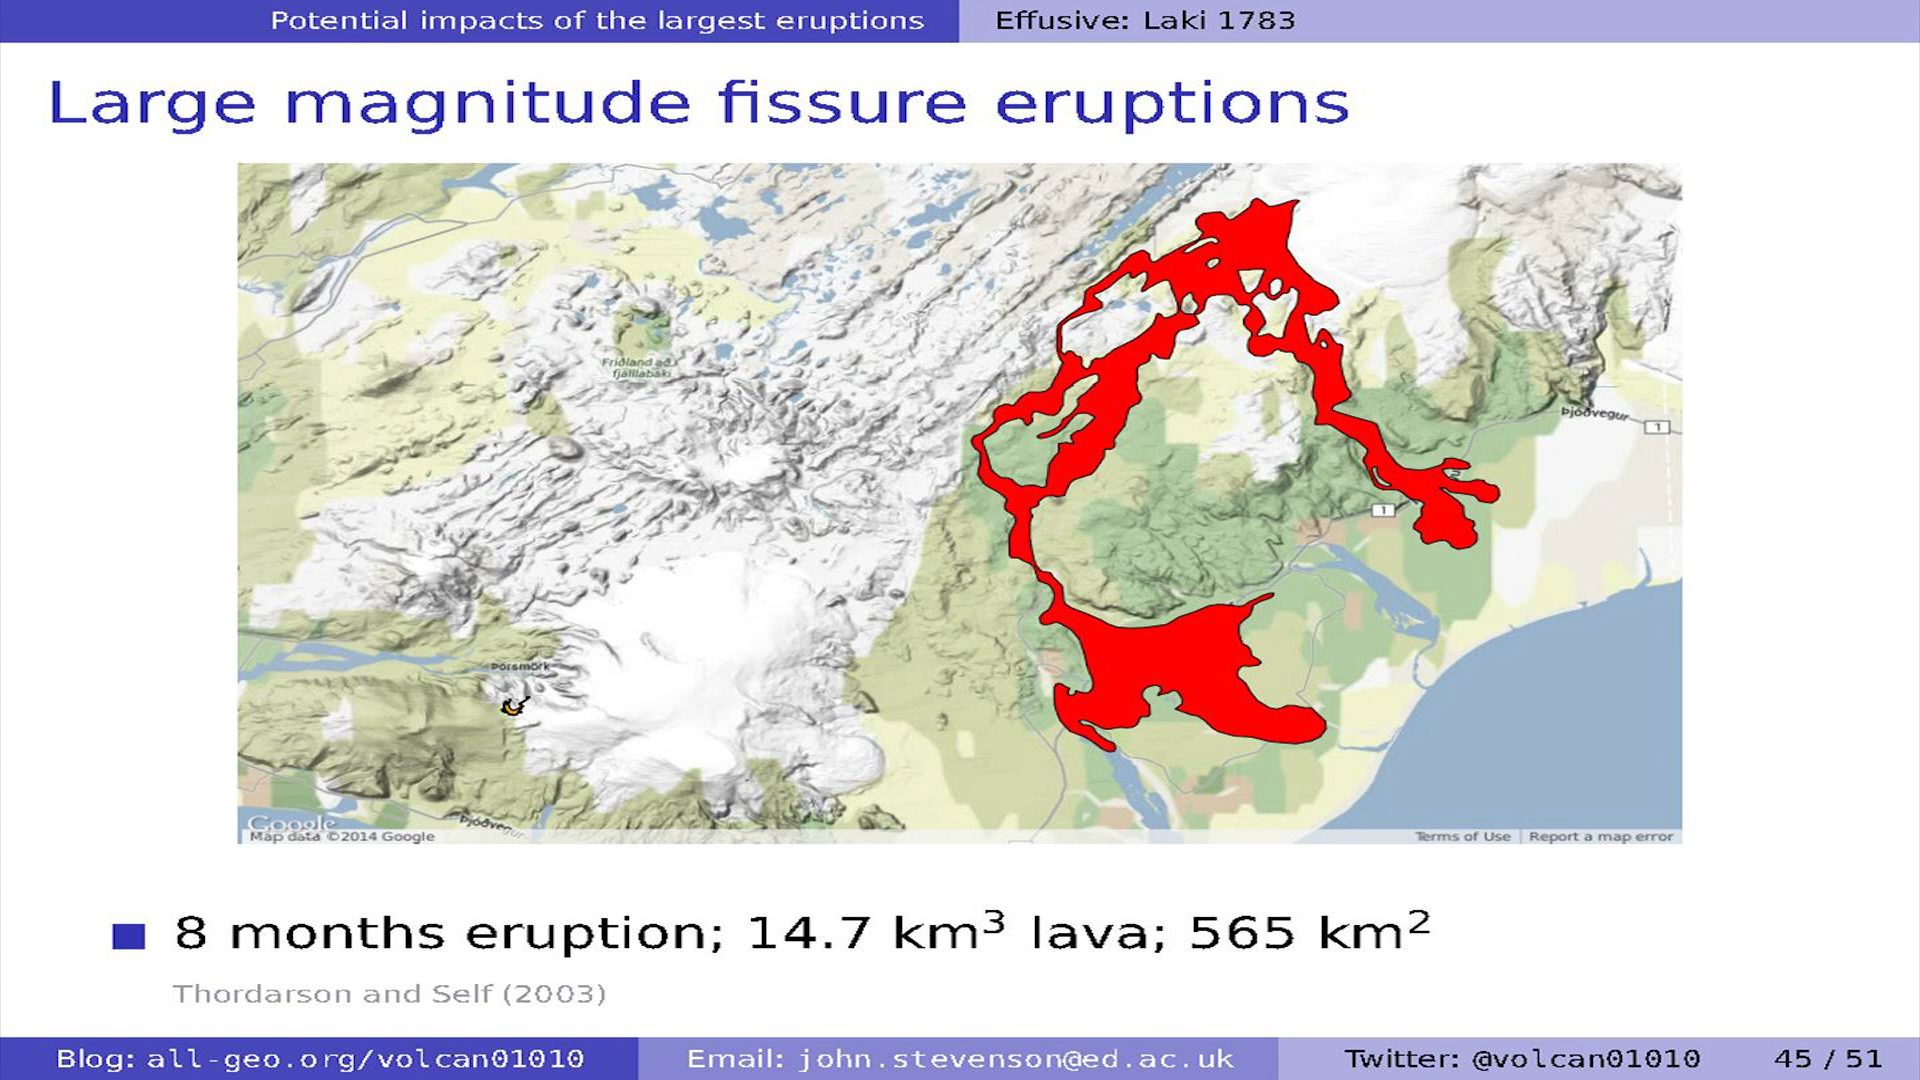 Potential impacts of the largest eruptions
Effusive: Laki 1783
Large magnitude fissure eruptions
Friðland að
fjalllabaki
Þjóðvegur
1
1
Þórsmörk
Þjóðvegur
Google
Map data ©2014 Google
Terms of Use
Report a map error
8 months eruption; 14.7 km³ lava; 565 km²
Thordarson and Self (2003)
Blog: all-geo.org/volcan01010
Email: john.stevenson@ed.ac.uk
Twitter: @volcan01010
45 / 51